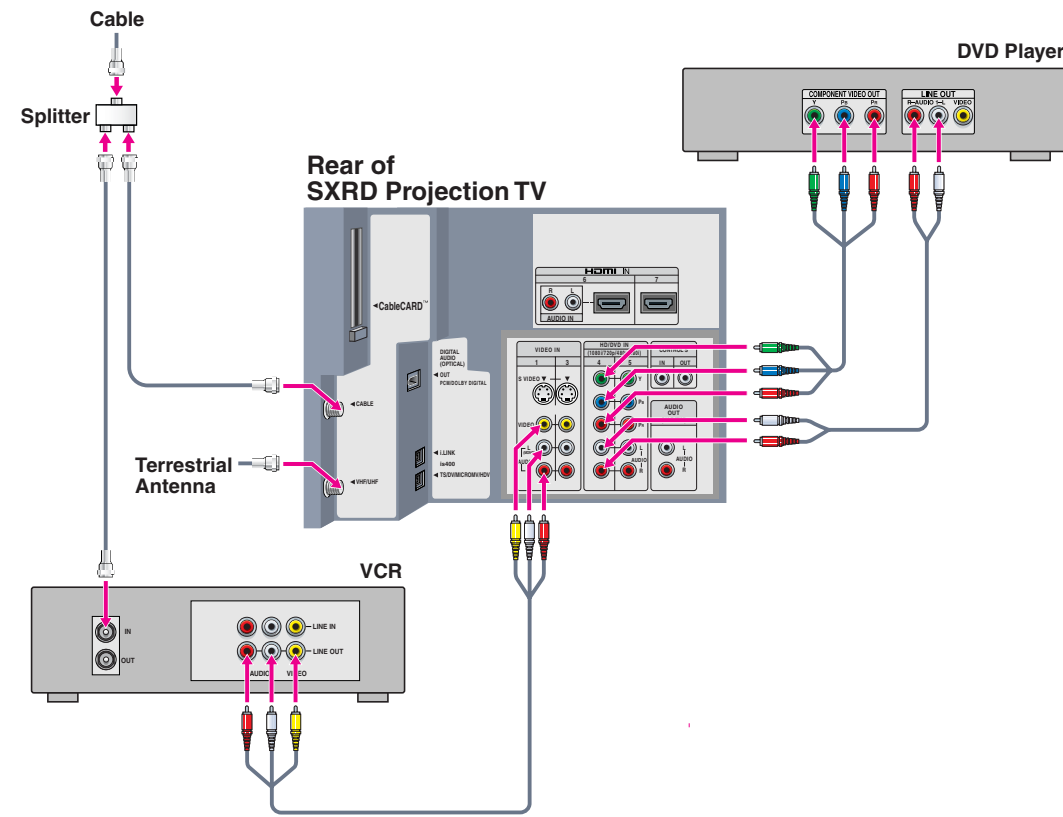 Cable
Splitter
DVD Player
COMPONENT VIDEO OUT
Y PB PR
LINE OUT
R–AUDIO–L VIDEO
Rear of
SXRD Projection TV
◄CableCARD™
HDMI IN
6 7
R L
AUDIO IN
DIGITAL
AUDIO
(OPTICAL)
◄ OUT
PCM/DOLBY DIGITAL
◄ CABLE
◄ i.LINK
◄ TS/DV/MICROMV/HDV
◄ VHF/UHF
VIDEO IN
1 3
S VIDEO
VIDEO
L
R
HD/DVD IN
4 5
Y
PB
PR
L
AUDIO
R
IN OUT
AUDIO
OUT
L
AUDIO
R
Terrestrial
Antenna
VCR
IN
OUT
LINE IN
LINE OUT
AUDIO VIDEO